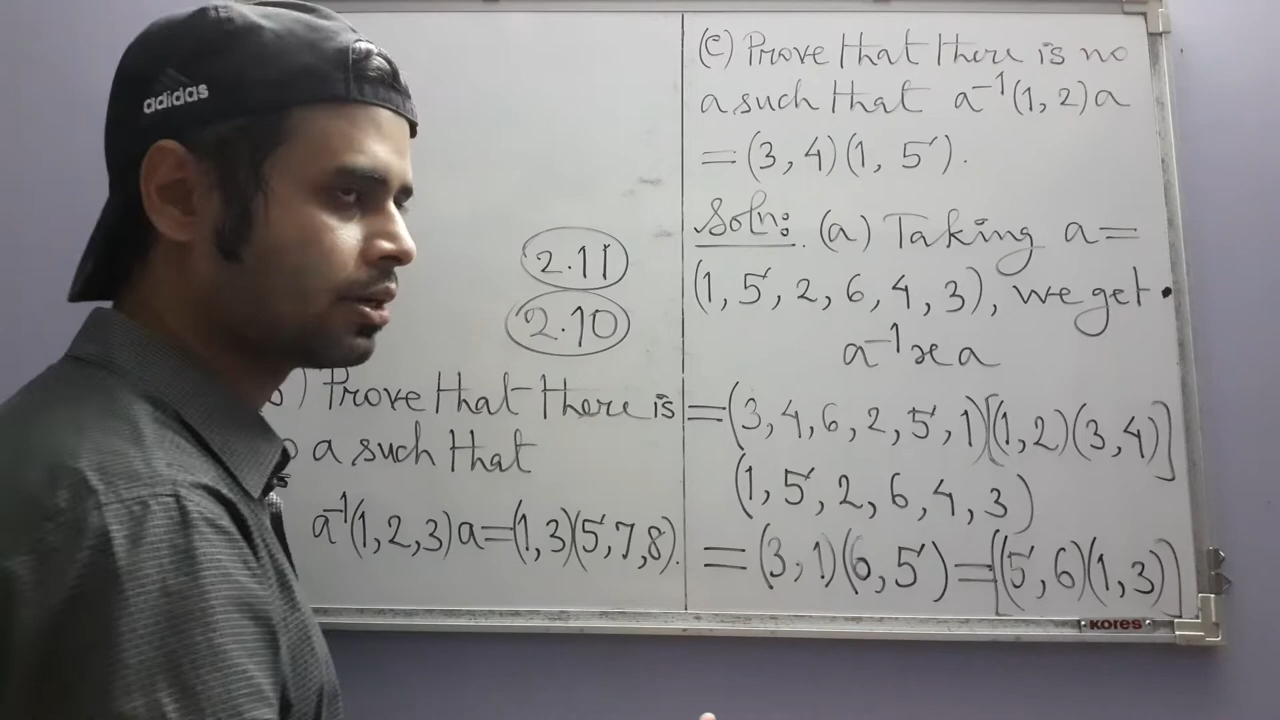 adidas
2.11
2.10
) Prove that there is
a such that
a⁻¹(1, 2, 3)a=(1, 3)(5, 7, 8).
(c) Prove that there is no
a such that a⁻¹(1, 2)a
=(3, 4)(1, 5).
Soln: (a) Taking a=
(1, 5, 2, 6, 4, 3), we get
a⁻¹xa
=(3, 4, 6, 2, 5, 1)[(1, 2)(3, 4)]
(1, 5, 2, 6, 4, 3)
=(3, 1)(6, 5)=[(5, 6)(1, 3)]
KORES